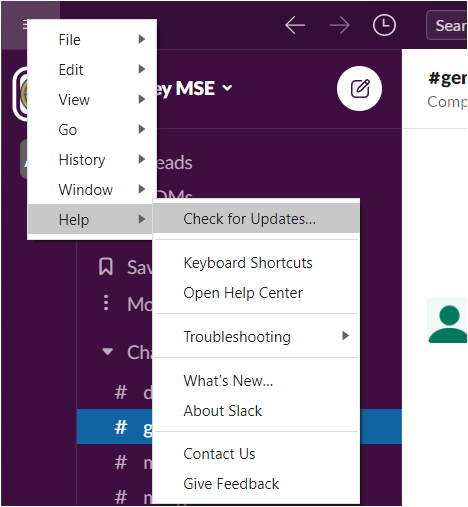 Sear
File
Edit
View
Go
History
Window
Help
ey MSE
#gen
Comp
eads
Check for Updates...
Keyboard Shortcuts
Open Help Center
Troubleshooting
What's New...
About Slack
Contact Us
Give Feedback
Sav
Mo
Cha
# d
# g
# m